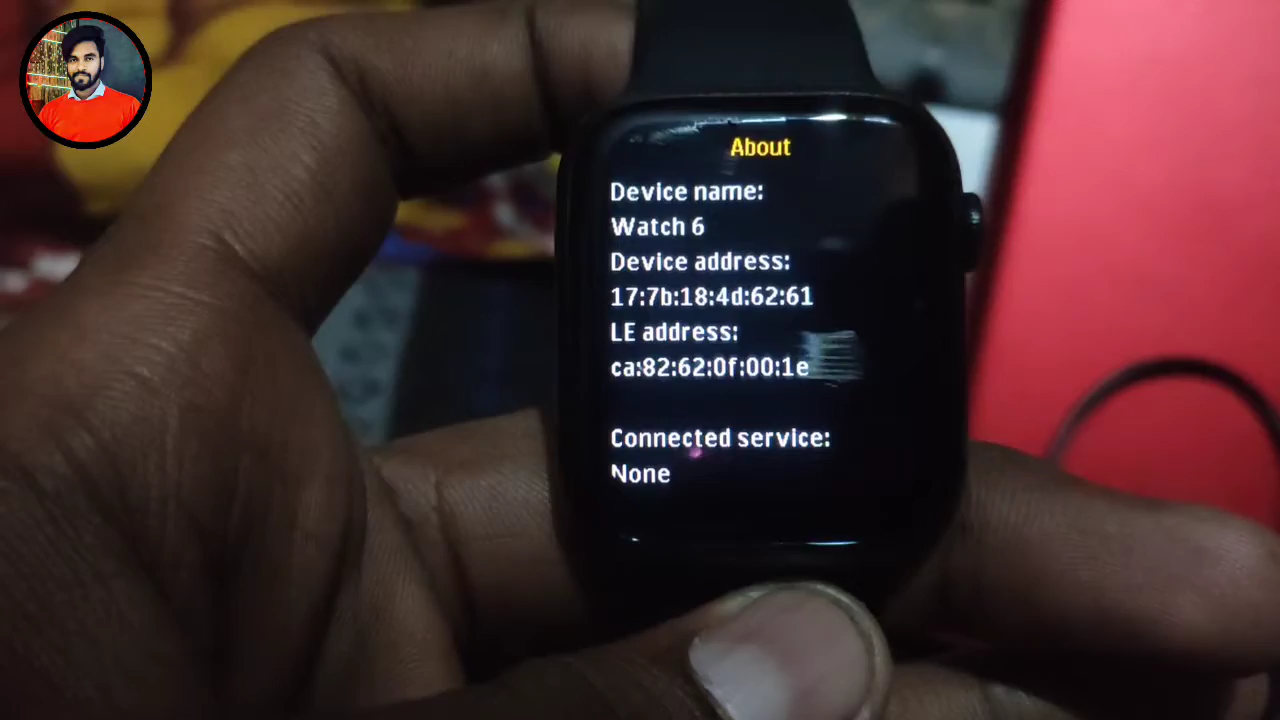 About
Device name:
Watch 6
Device address:
17:7b:18:4d:62:61
LE address:
ca:82:62:0f:00:1e
Connected service:
None